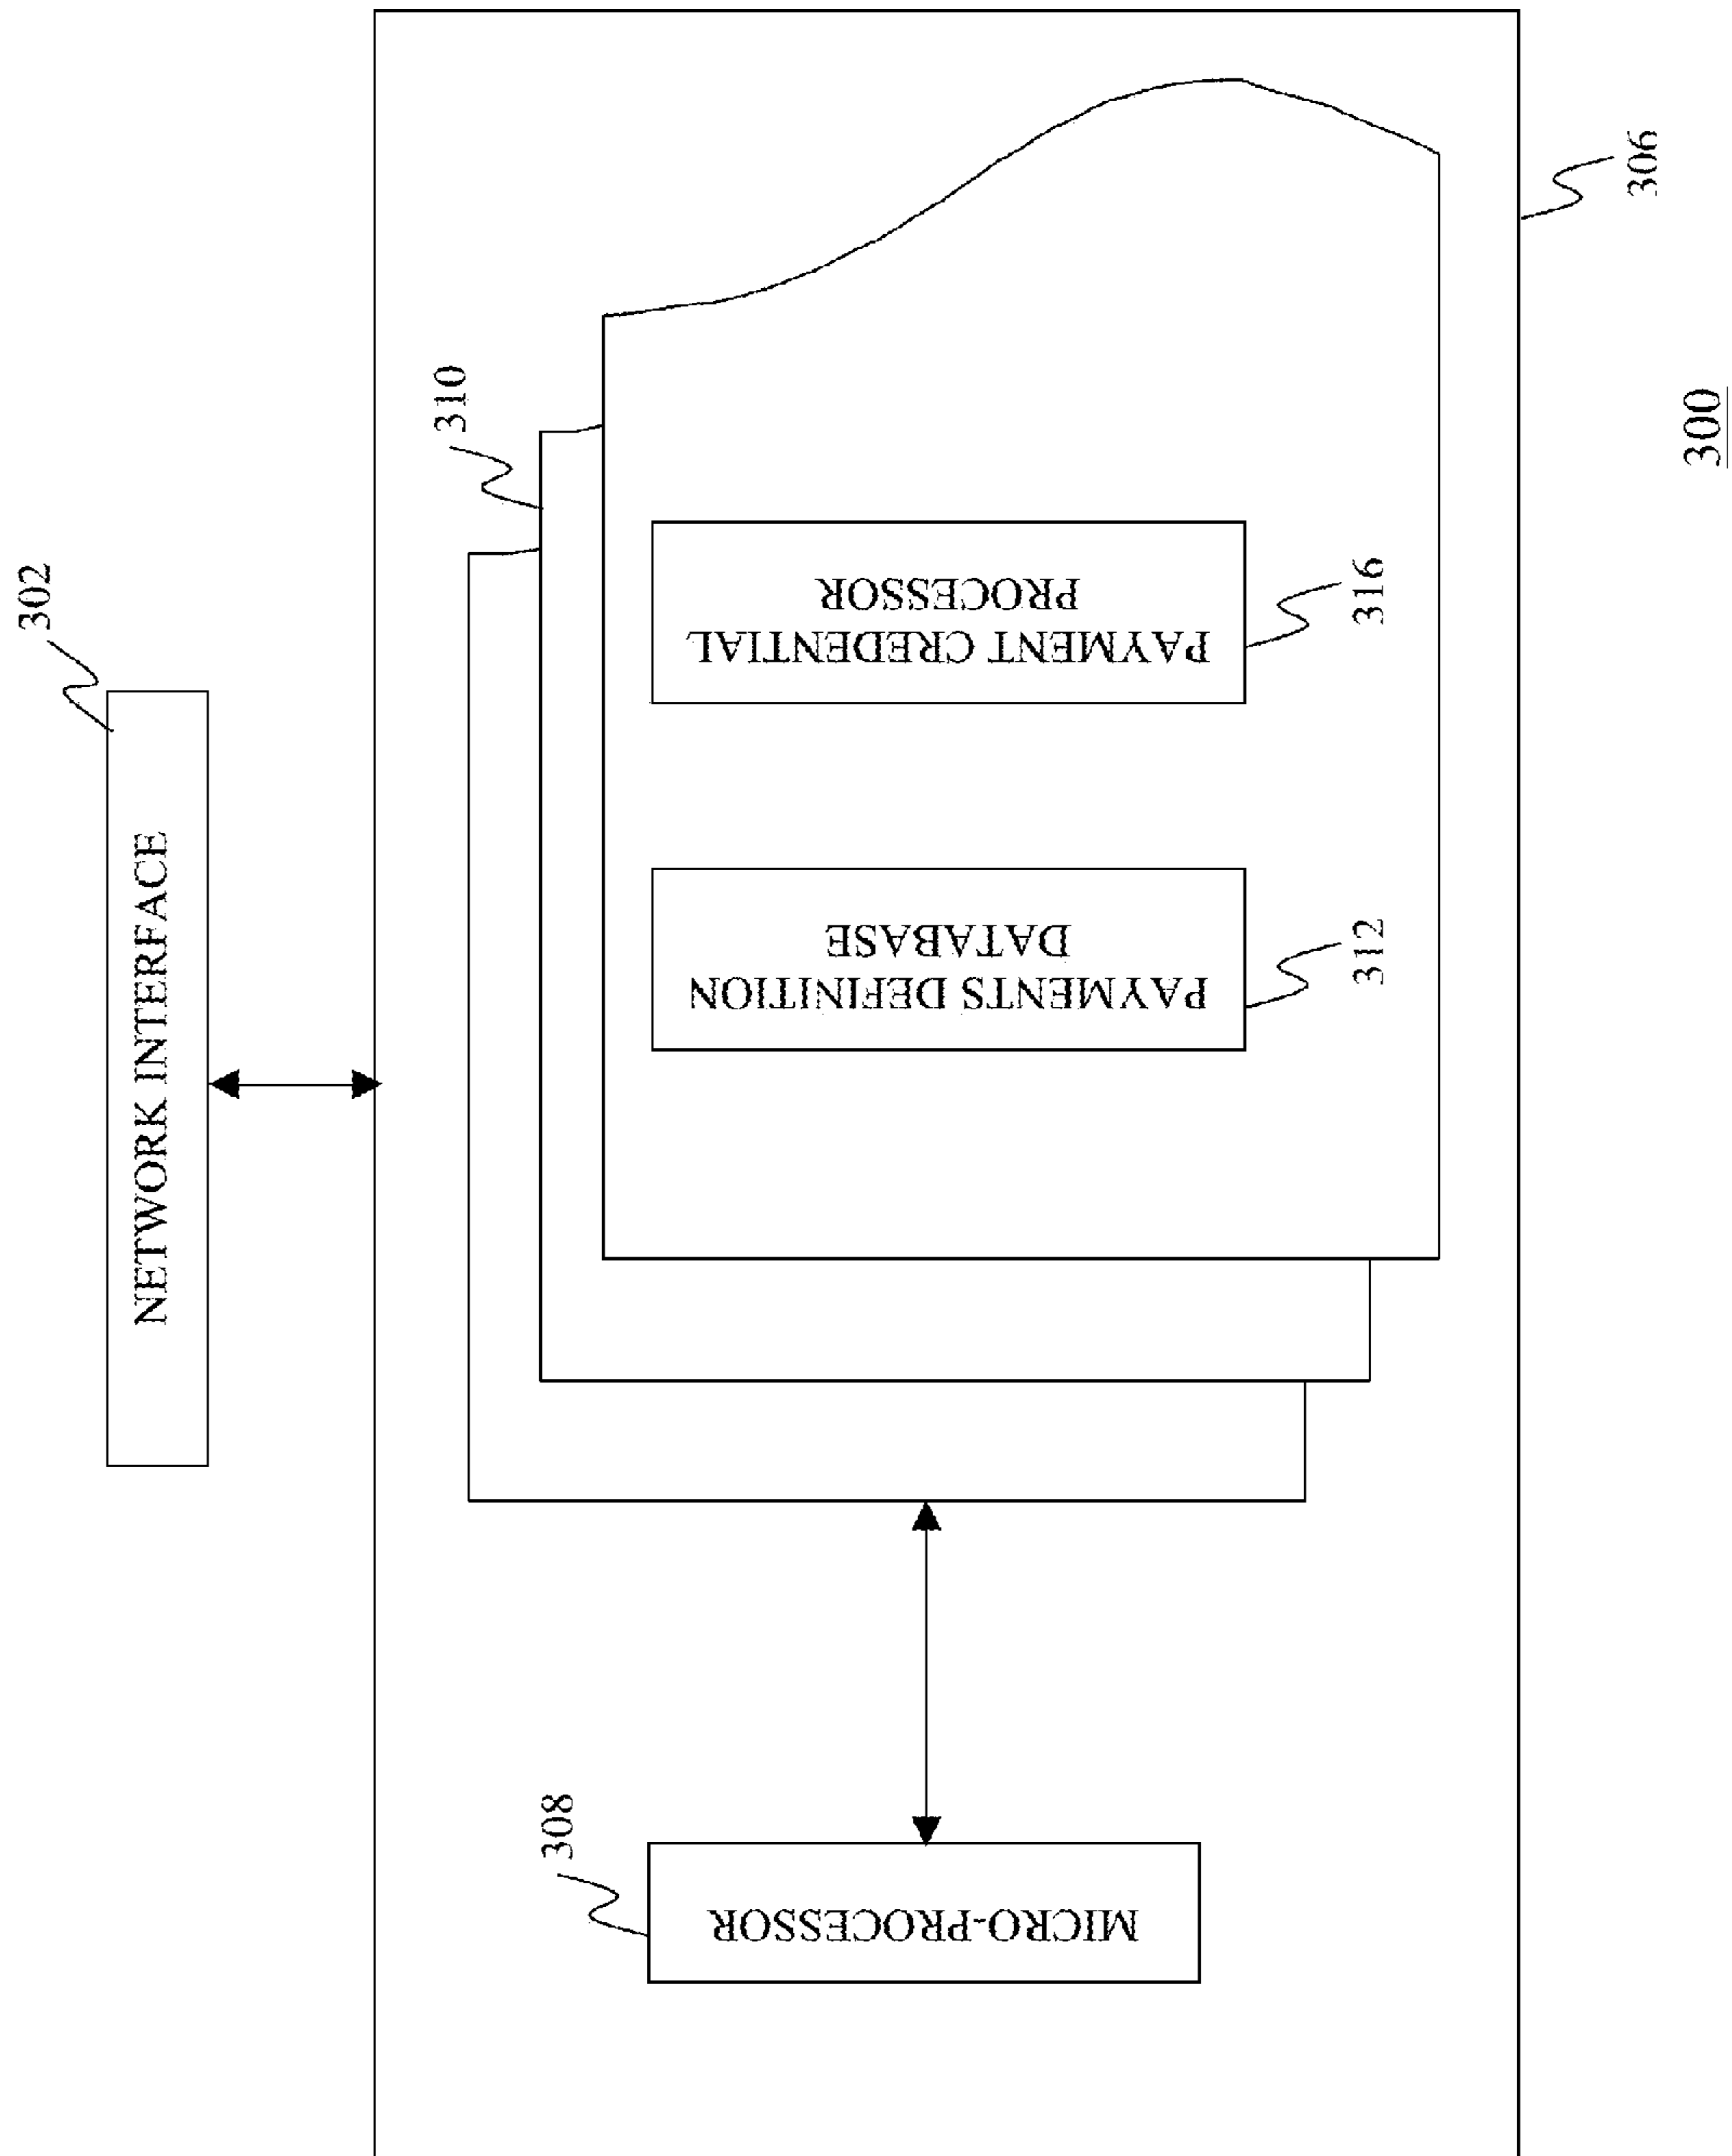 302
NETWORK INTERFACE
308
MICRO-PROCESSOR
310
PAYMENTS DEFINITION
DATABASE
312
PAYMENT CREDENTIAL
PROCESSOR
316
306
300